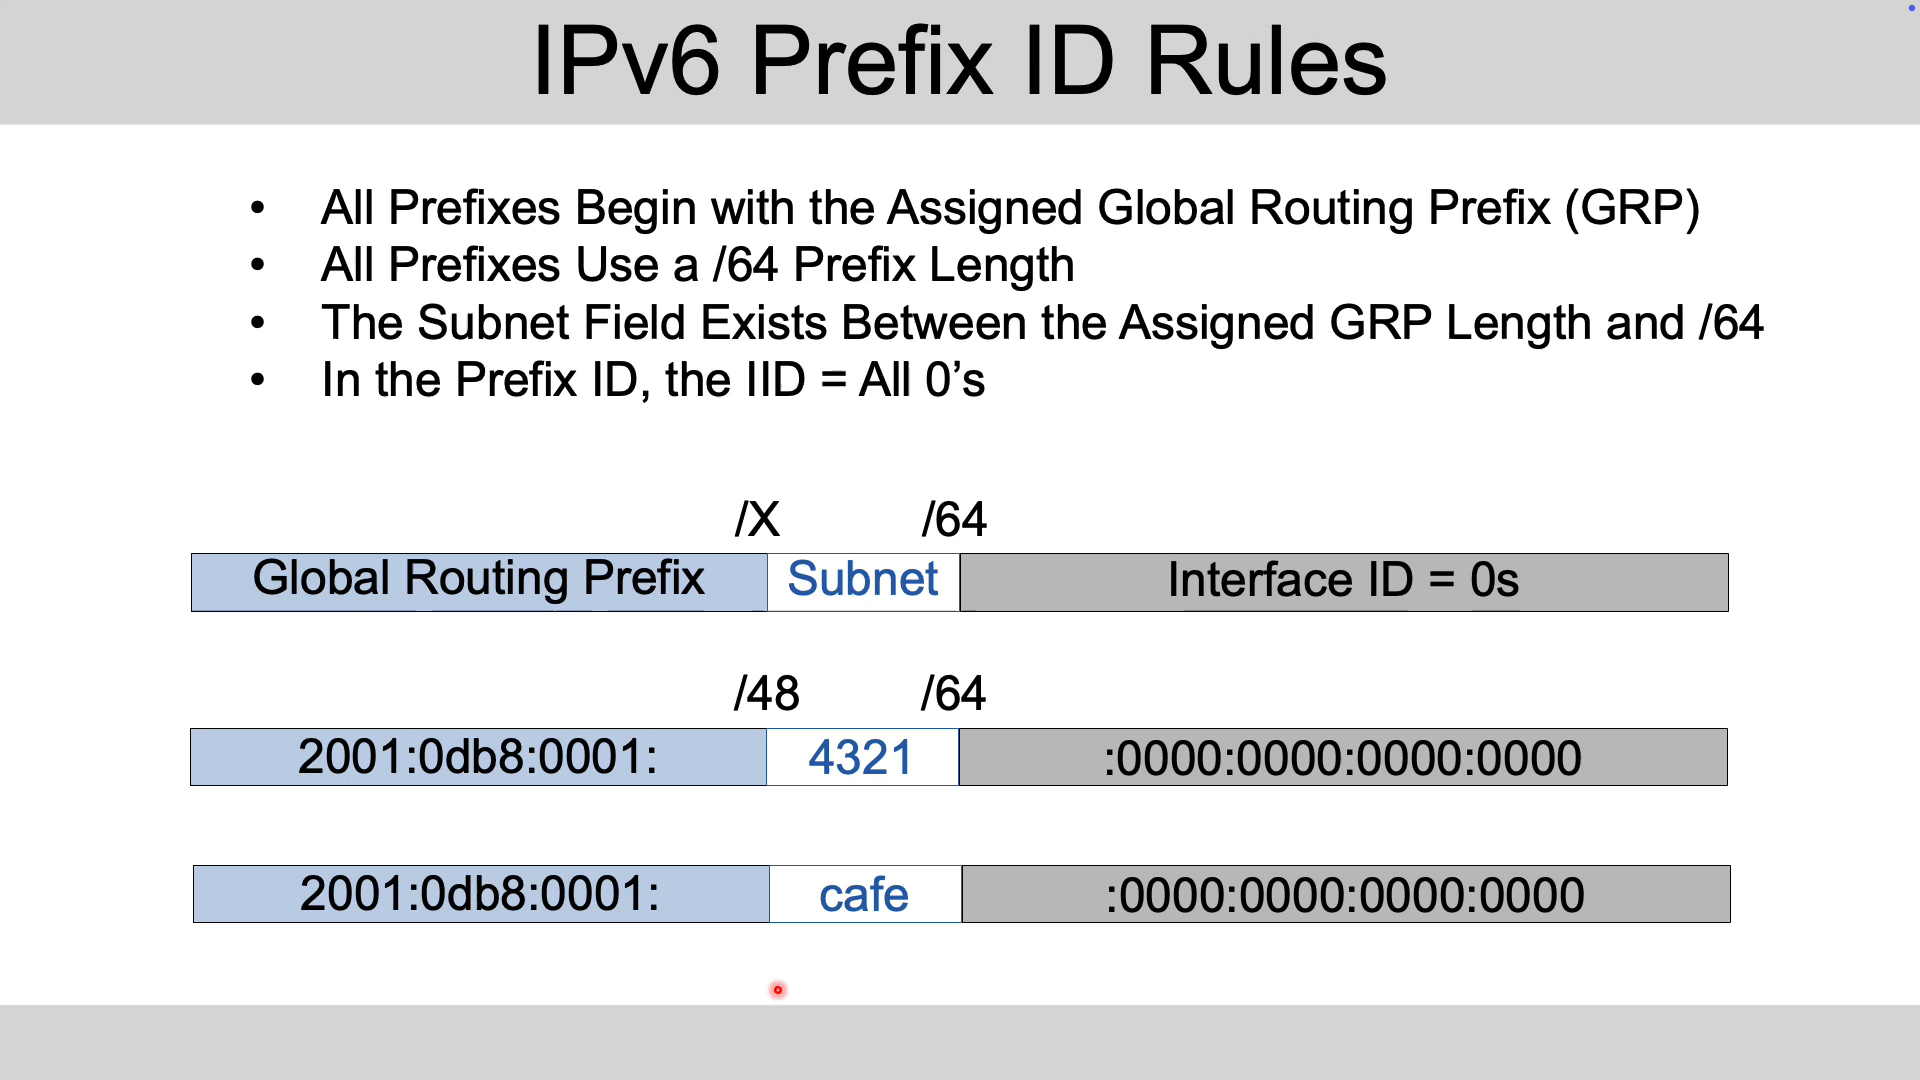 IPv6 Prefix ID Rules
• All Prefixes Begin with the Assigned Global Routing Prefix (GRP)
• All Prefixes Use a /64 Prefix Length
• The Subnet Field Exists Between the Assigned GRP Length and /64
• In the Prefix ID, the IID = All 0’s
/X /64
Global Routing Prefix Subnet Interface ID = 0s
/48 /64
2001:0db8:0001: 4321 :0000:0000:0000:0000
2001:0db8:0001: cafe :0000:0000:0000:0000